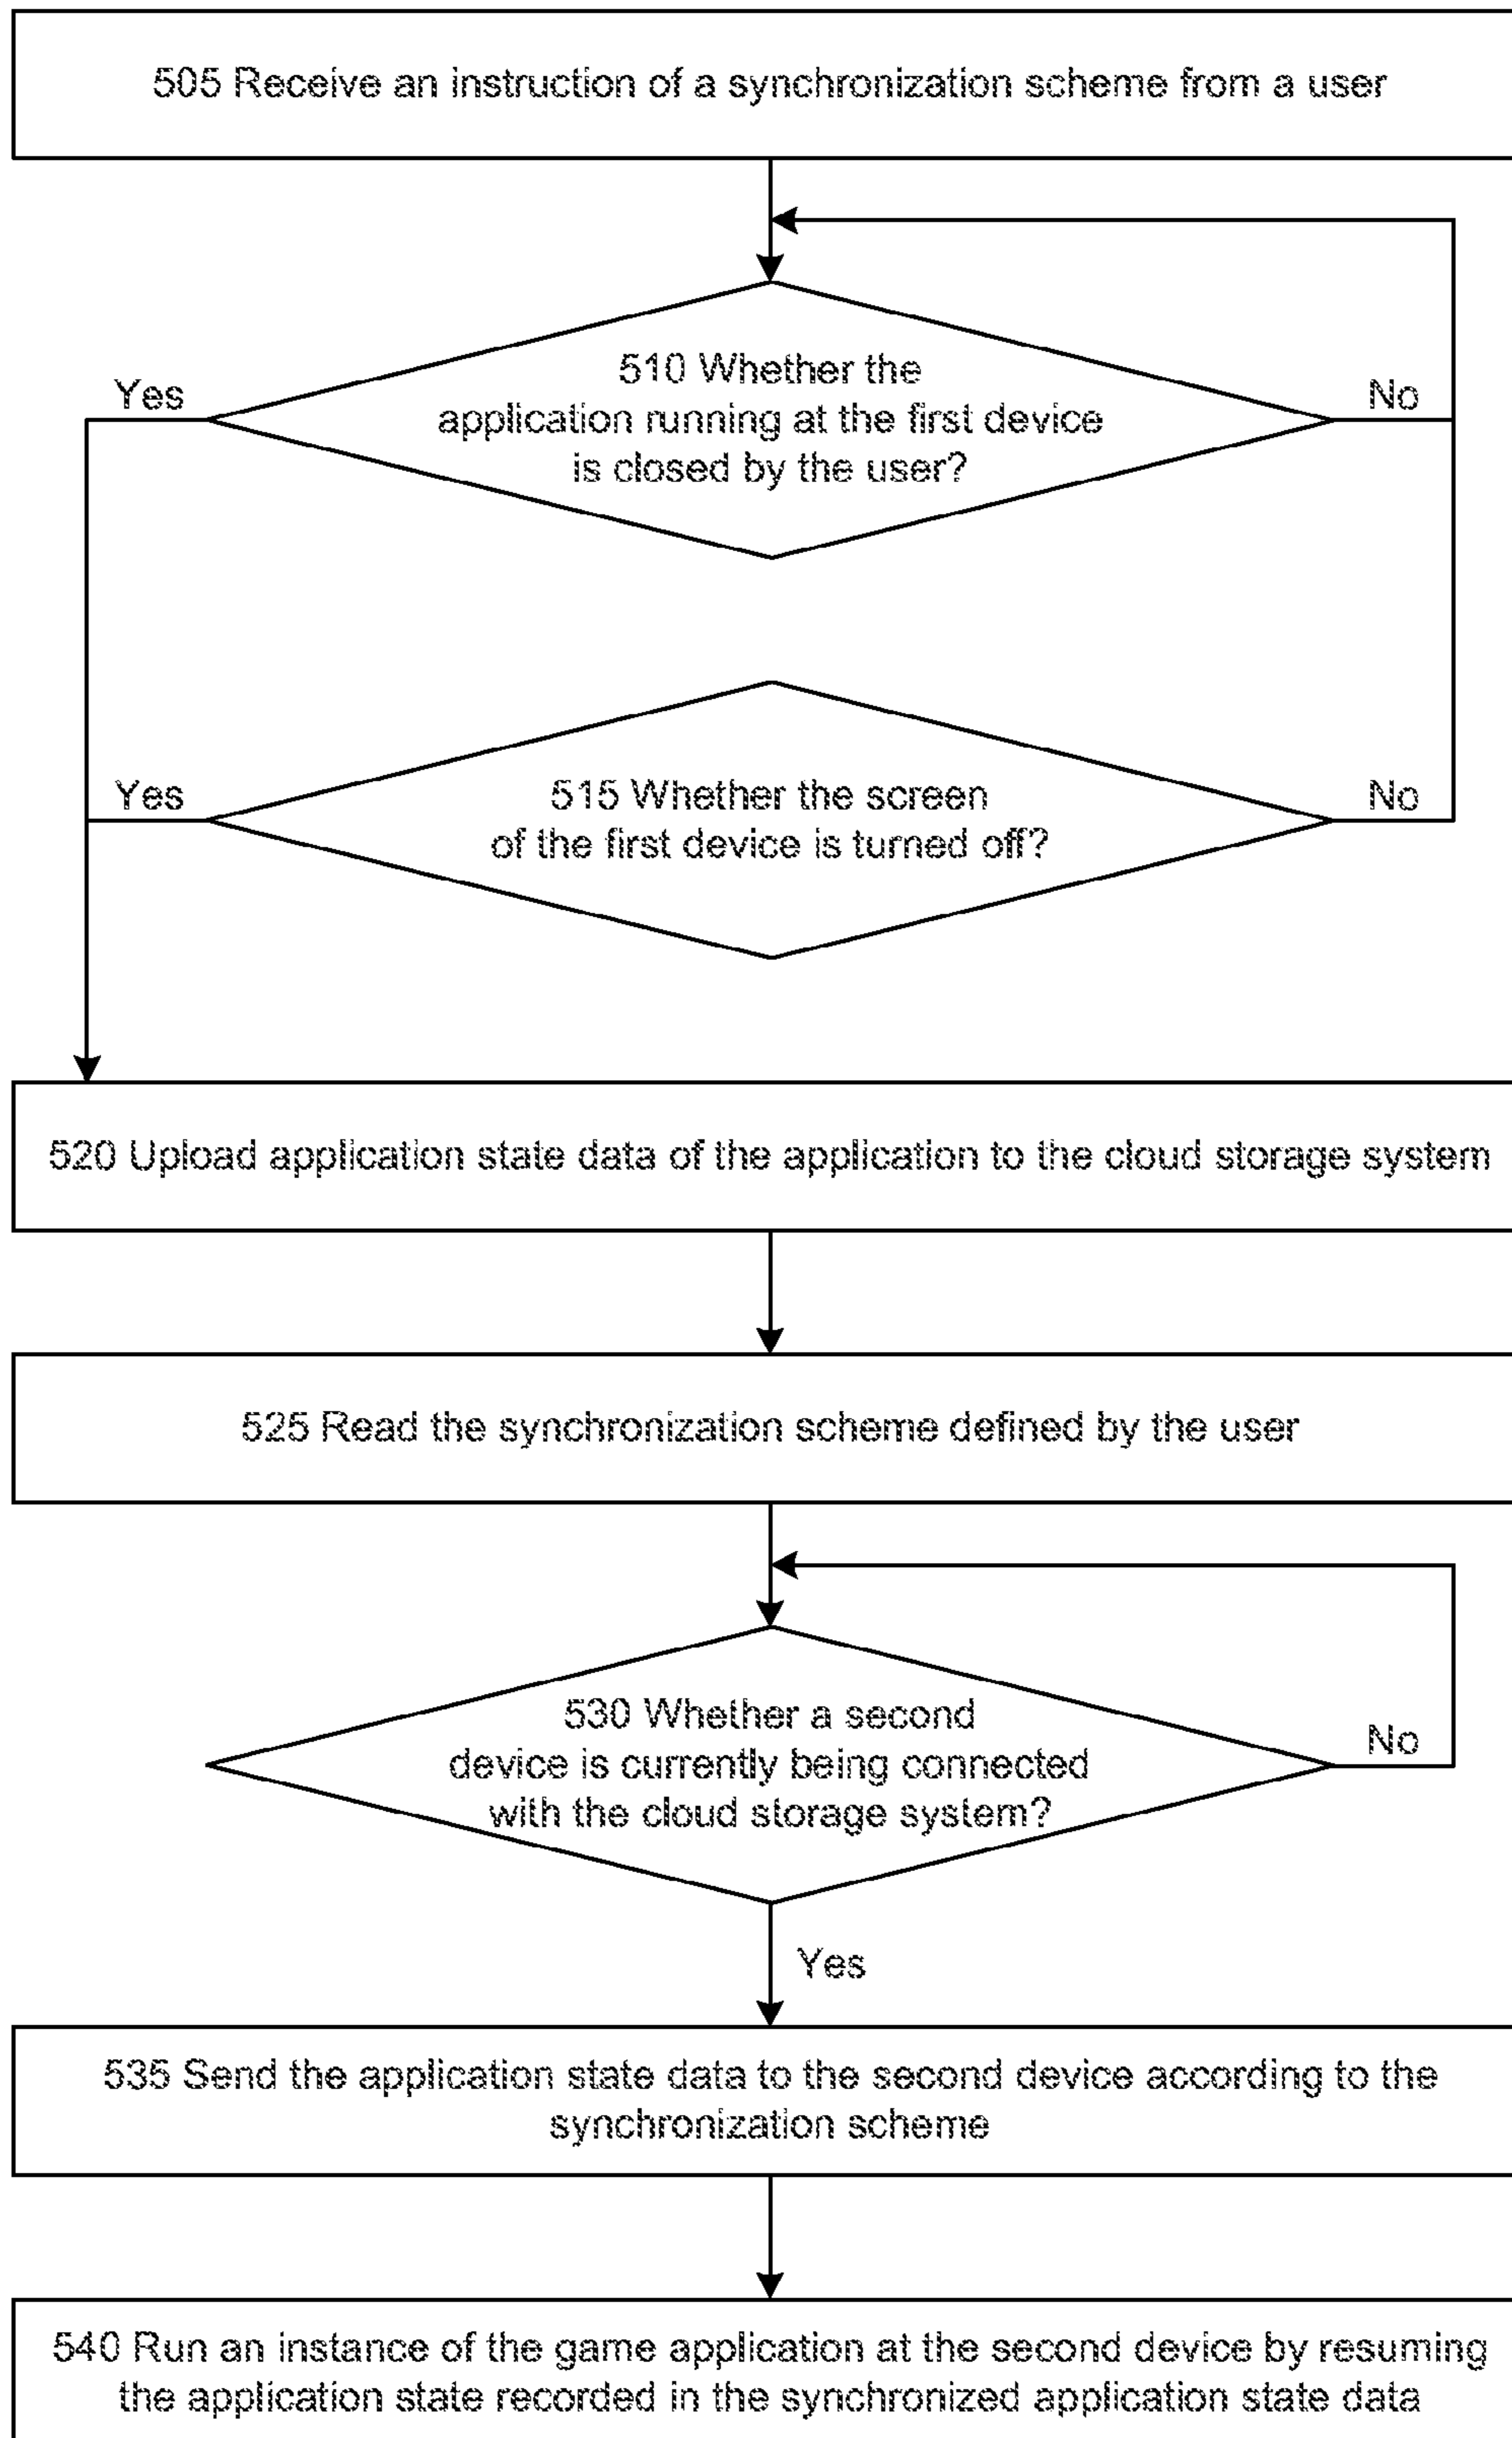 505 Receive an instruction of a synchronization scheme from a user
510 Whether the
application running at the first device
is closed by the user?
Yes
No
515 Whether the screen
of the first device is turned off?
Yes
No
520 Upload application state data of the application to the cloud storage system
525 Read the synchronization scheme defined by the user
530 Whether a second
device is currently being connected
with the cloud storage system?
No
Yes
535 Send the application state data to the second device according to the
synchronization scheme
540 Run an instance of the game application at the second device by resuming
the application state recorded in the synchronized application state data